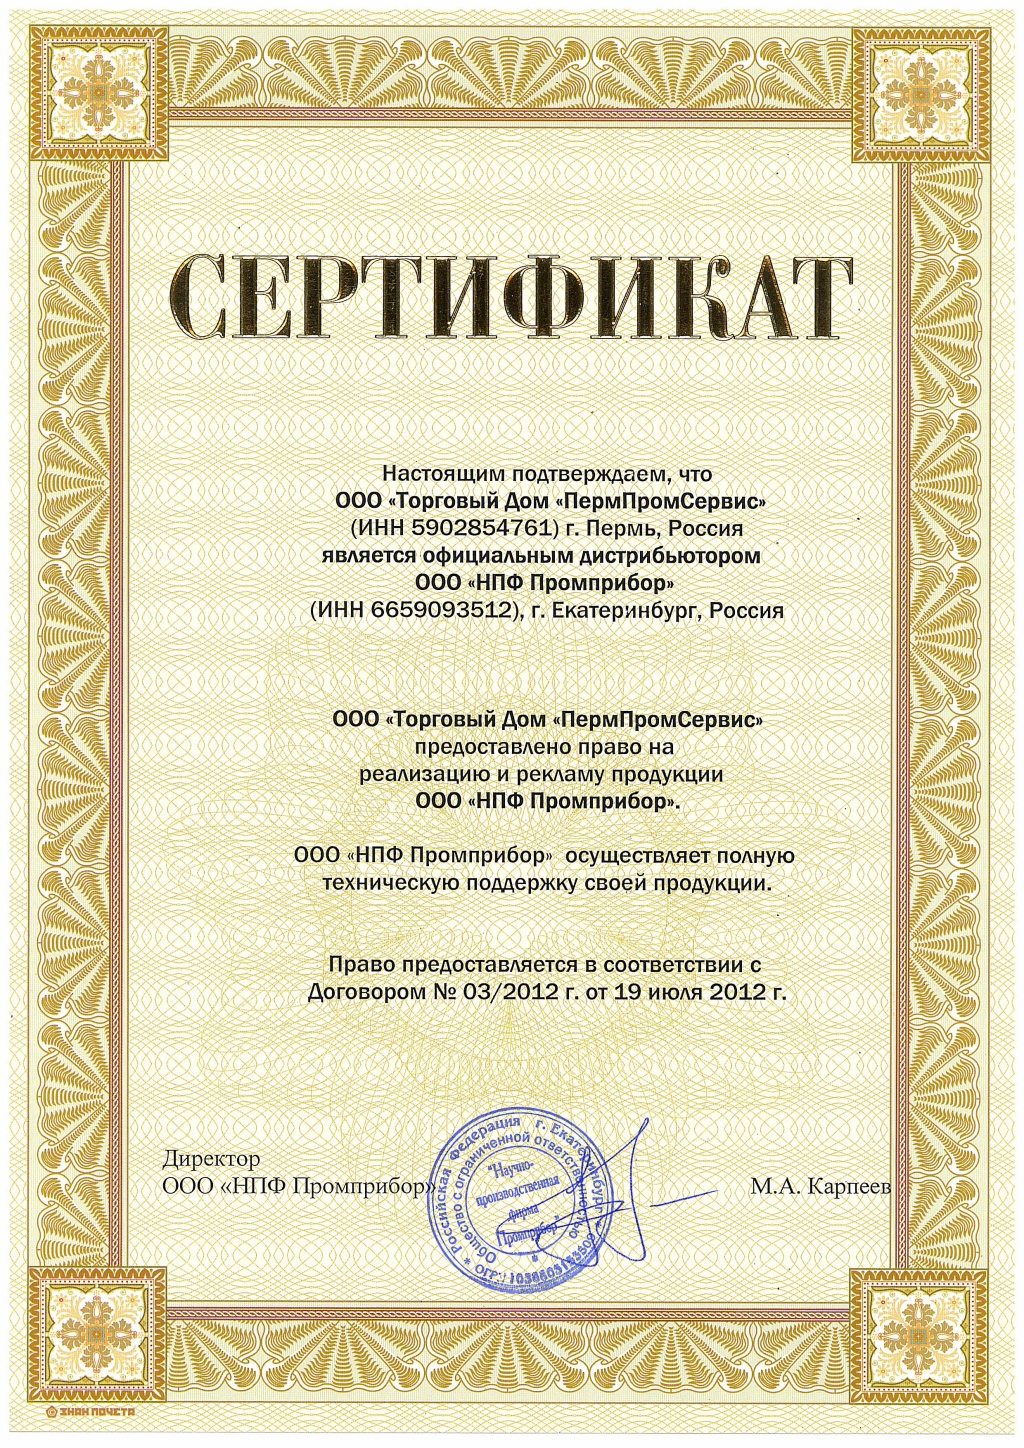 СЕРТИФИКАТ
Настоящим подтверждаем, что
ООО «Торговый Дом «ПермПромСервис»
(ИНН 5902854761) г. Пермь, Россия
является официальным дистрибьютором
ООО «НПФ Промприбор»
(ИНН 6659093512), г. Екатеринбург, Россия
ООО «Торговый Дом «ПермПромСервис»
предоставлено право на
реализацию и рекламу продукции
ООО «НПФ Промприбор».
ООО «НПФ Промприбор» осуществляет полную
техническую поддержку своей продукции.
Право предоставляется в соответствии с
Договором № 03/2012 г. от 19 июля 2012 г.
Директор
ООО «НПФ Промприбор»
М.А. Карпеев
* Российская Федерация г. Екатеринбург *
Общество с ограниченной ответственностью
"Научно-
производственная
фирма
Промприбор"
ОГРН
ЗНАК ПОЧЕТА